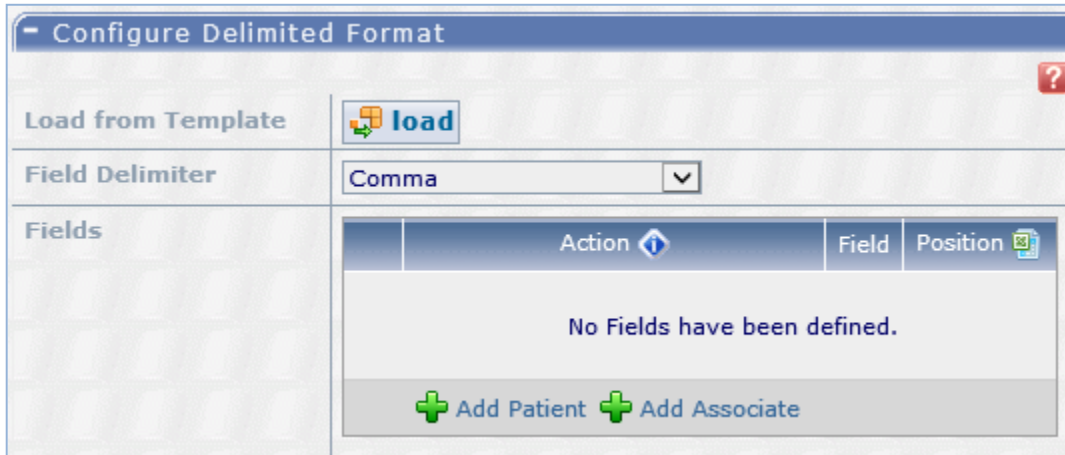 - Configure Delimited Format
?
Load from Template load
Field Delimiter Comma
Fields Action i Field Position
No Fields have been defined.
Add Patient Add Associate